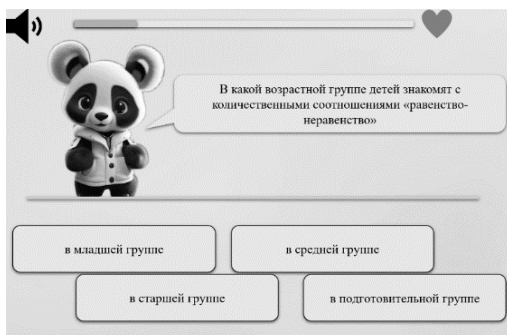 В какой возрастной группе детей знакомят с
количественными соотношениями «равенство-
неравенство»
в младшей группе
в средней группе
в старшей группе
в подготовительной группе